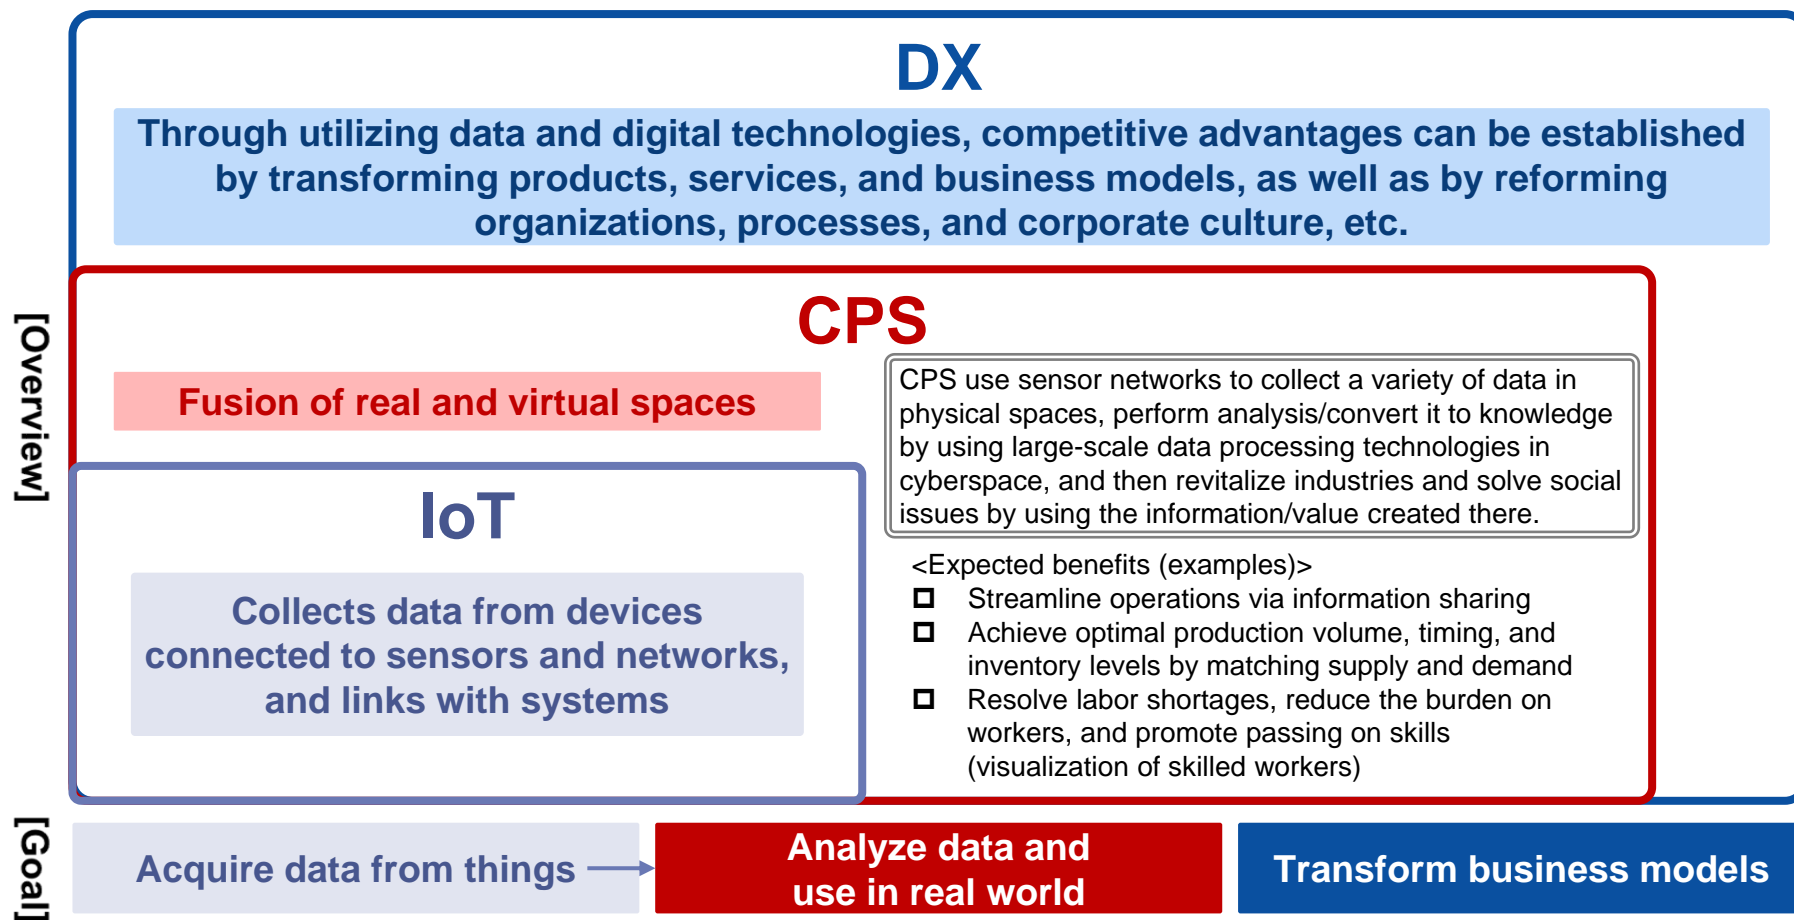 DX
Through utilizing data and digital technologies, competitive advantages can be established
by transforming products, services, and business models, as well as by reforming
organizations, processes, and corporate culture, etc.
[Overview]
CPS
Fusion of real and virtual spaces
CPS use sensor networks to collect a variety of data in
physical spaces, perform analysis/convert it to knowledge
by using large-scale data processing technologies in
cyberspace, and then revitalize industries and solve social
issues by using the information/value created there.
IoT
Collects data from devices
connected to sensors and networks,
and links with systems
<Expected benefits (examples)>
Streamline operations via information sharing
Achieve optimal production volume, timing, and
inventory levels by matching supply and demand
Resolve labor shortages, reduce the burden on
workers, and promote passing on skills
(visualization of skilled workers)
[Goal]
Acquire data from things
Analyze data and
use in real world
Transform business models